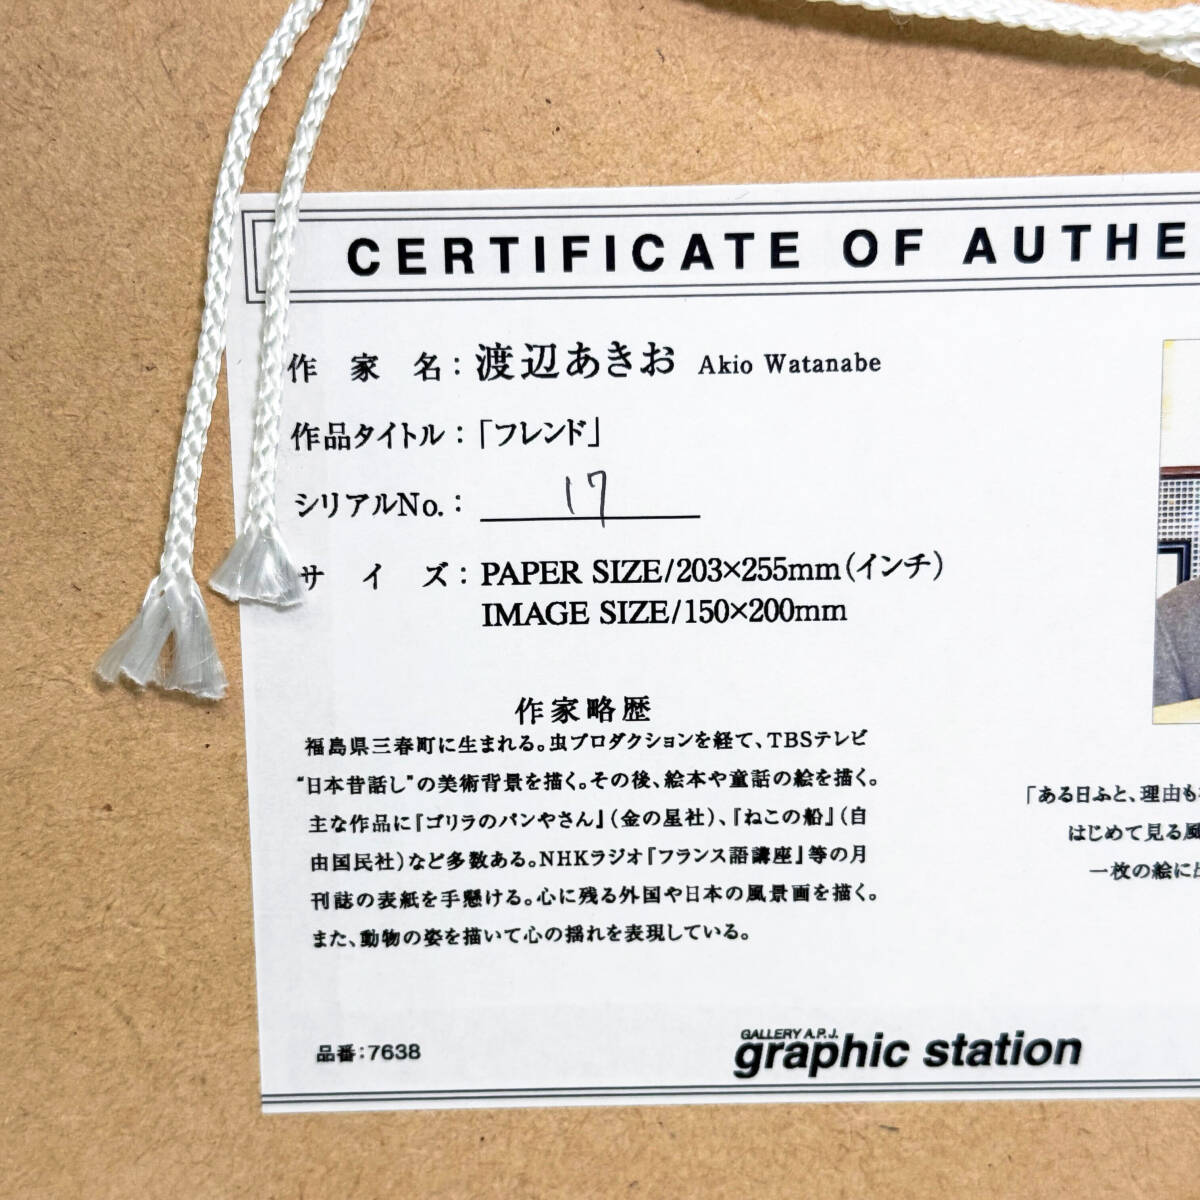 CERTIFICATE OF AUTHE
作家名：渡辺あきお Akio Watanabe
作品タイトル：「フレンド」
シリアルNo.： 17
サイズ：PAPER SIZE/203×255mm（インチ）
IMAGE SIZE/150×200mm
作家略歴
福島県三春町に生まれる。虫プロダクションを経て、TBSテレビ
“日本昔話し”の美術背景を描く。その後、絵本や童話の絵を描く。
主な作品に『ゴリラのパンやさん』（金の星社）、『ねこの船』（自
由国民社）など多数ある。NHKラジオ『フランス語講座』等の月
刊誌の表紙を手懸ける。心に残る外国や日本の風景画を描く。
また、動物の姿を描いて心の揺れを表現している。
「ある日ふと、理由も
はじめて見る風
一枚の絵に
品番：7638
GALLERY A.P.J.
graphic station